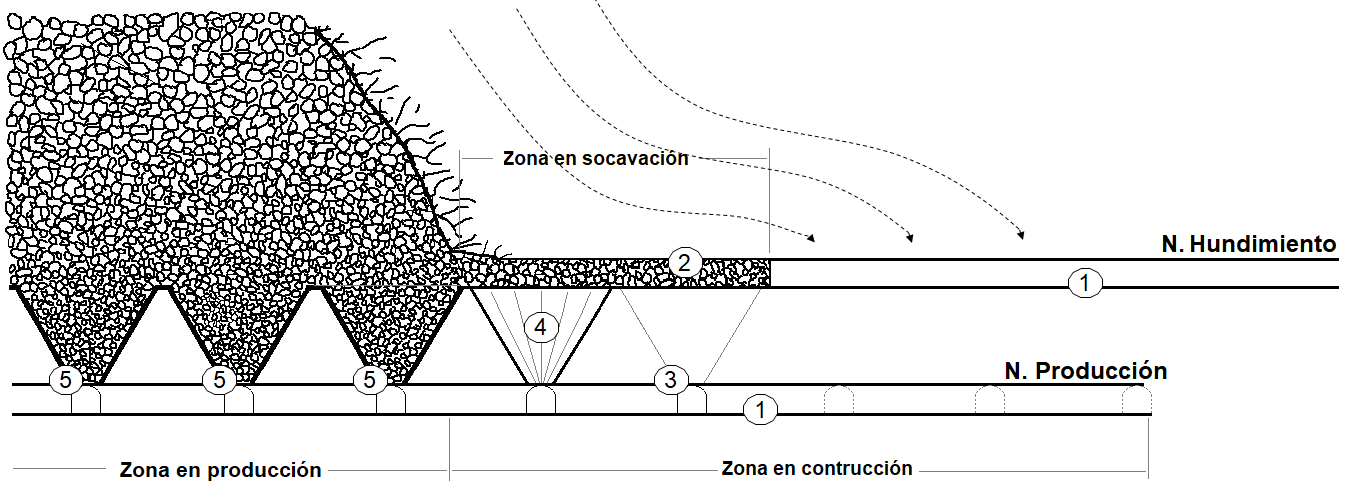 Zona en socavación
N. Hundimiento
2
1
4
N. Producción
5
5
5
3
1
Zona en producción
Zona en contrucción